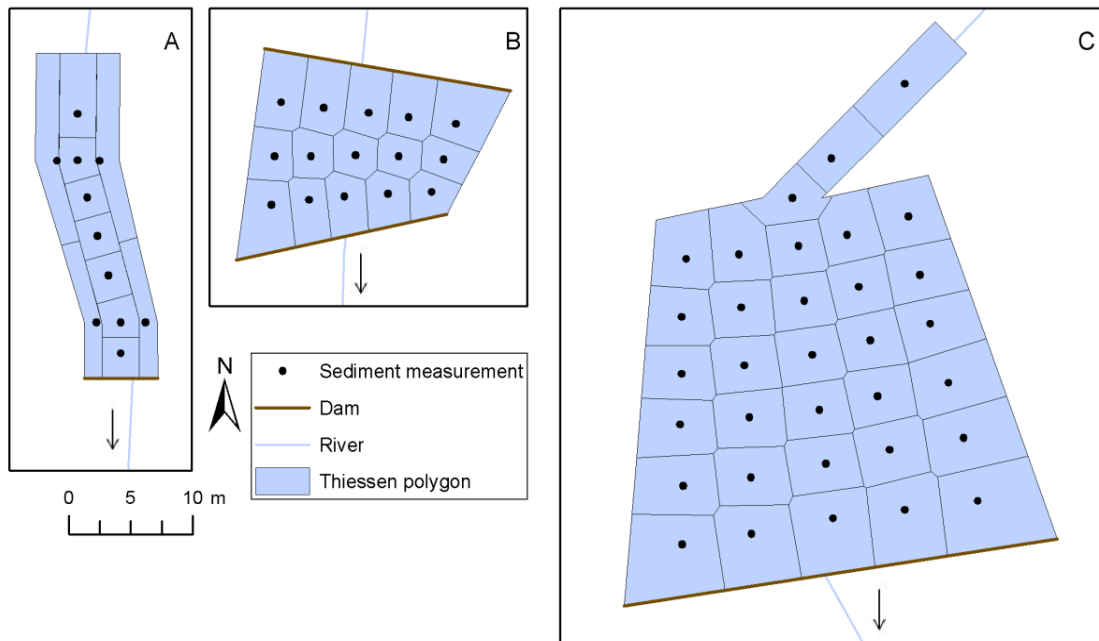 A
B
C
N
Sediment measurement
Dam
River
Thiessen polygon
0 5 10 m